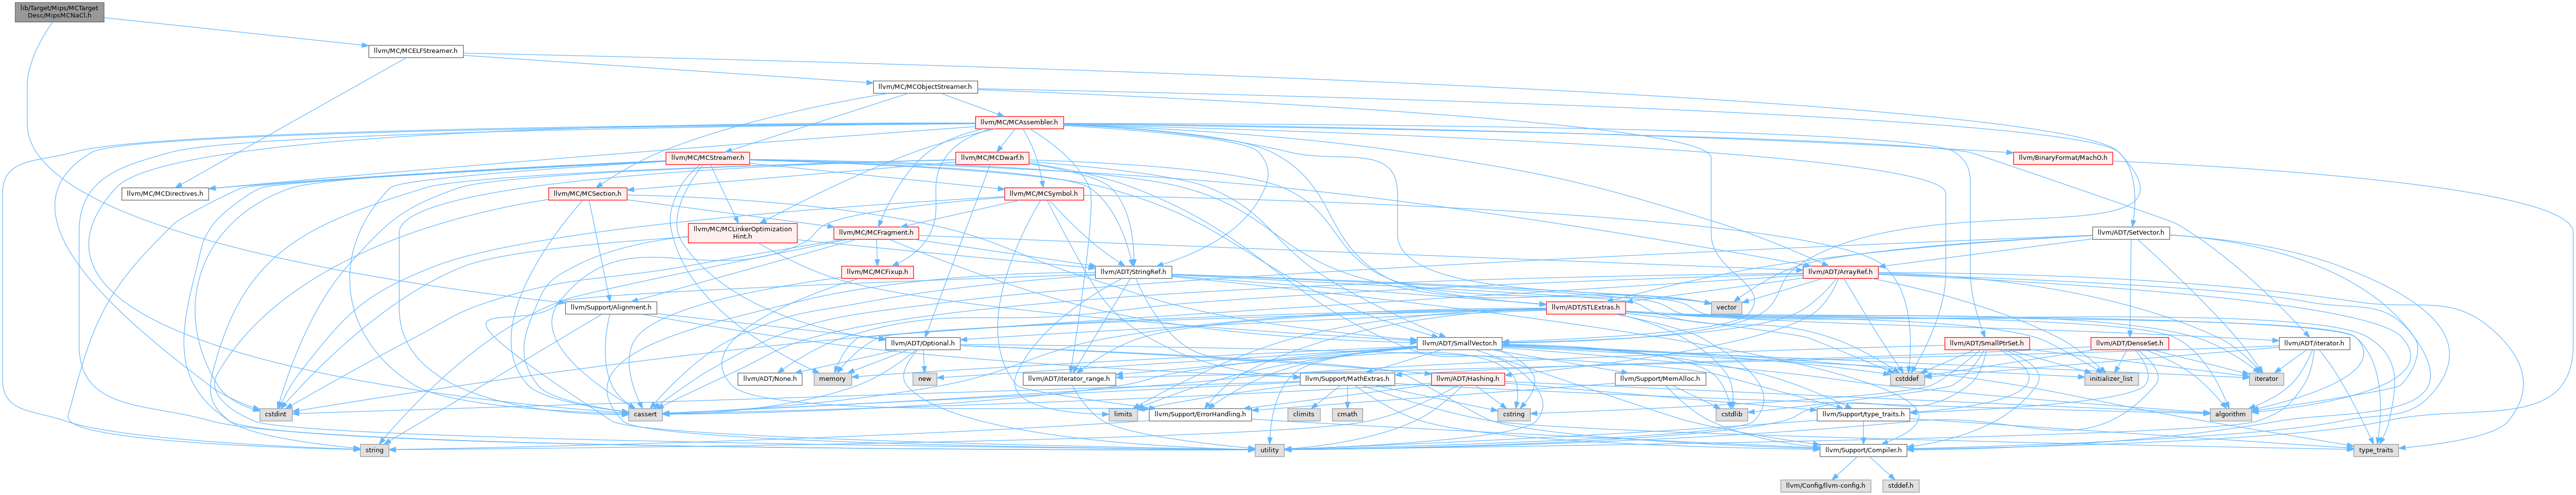 lib/Target/Mips/MCTarget
Desc/MipsMCNaCl.h
llvm/MC/MCELFStreamer.h
llvm/MC/MCObjectStreamer.h
llvm/MC/MCAssembler.h
llvm/MC/MCStreamer.h
llvm/MC/MCDwarf.h
llvm/BinaryFormat/MachO.h
llvm/MC/MCDirectives.h
llvm/MC/MCSection.h
llvm/MC/MCSymbol.h
llvm/MC/MCLinkerOptimization
Hint.h
llvm/MC/MCFragment.h
llvm/ADT/SetVector.h
llvm/MC/MCFixup.h
llvm/ADT/StringRef.h
llvm/ADT/ArrayRef.h
llvm/Support/Alignment.h
llvm/ADT/STLExtras.h
vector
llvm/ADT/Optional.h
llvm/ADT/SmallVector.h
llvm/ADT/SmallPtrSet.h
llvm/ADT/DenseSet.h
llvm/ADT/iterator.h
llvm/ADT/None.h
memory
new
llvm/ADT/iterator_range.h
llvm/Support/MathExtras.h
llvm/ADT/Hashing.h
llvm/Support/MemAlloc.h
cstddef
initializer_list
iterator
cstdint
cassert
limits
llvm/Support/ErrorHandling.h
climits
cmath
cstring
cstdlib
llvm/Support/type_traits.h
algorithm
string
utility
llvm/Support/Compiler.h
type_traits
llvm/Config/llvm-config.h
stddef.h